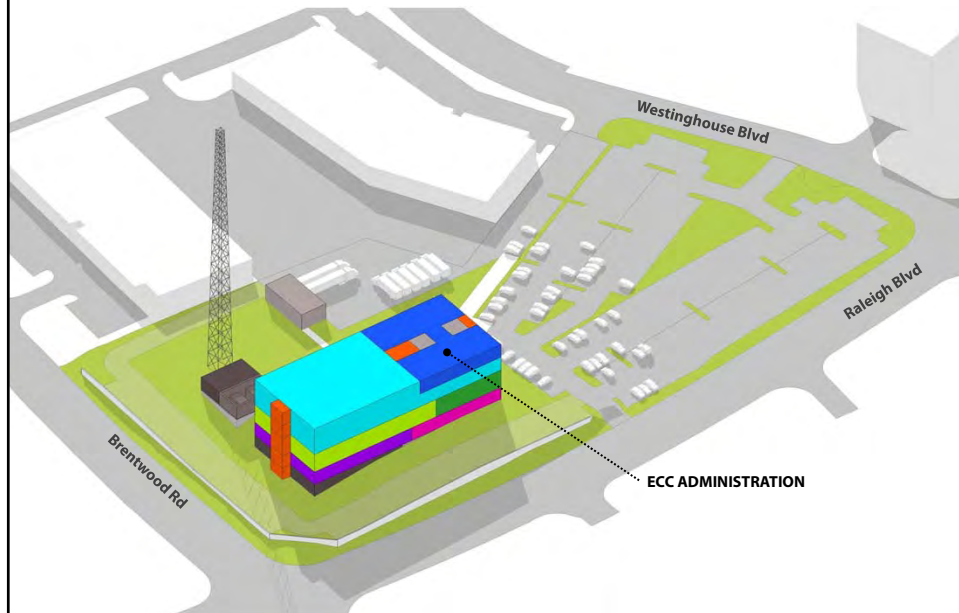 Westinghouse Blvd
Raleigh Blvd
Brentwood Rd
ECC ADMINISTRATION